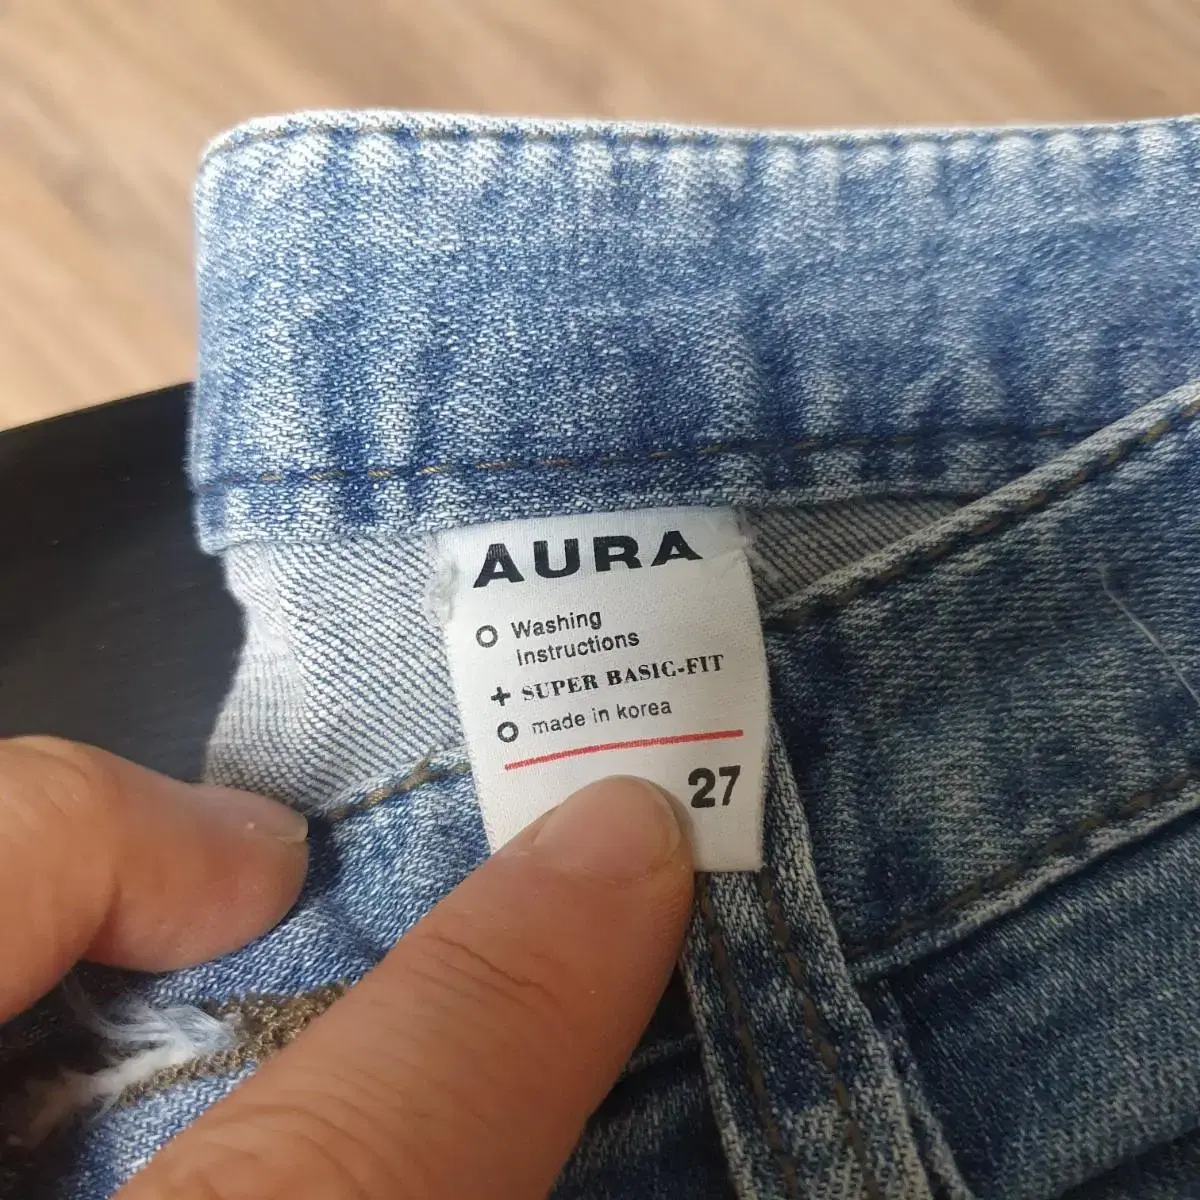 AURA
Washing
instructions
+ SUPER BASIC-FIT
made in korea
27